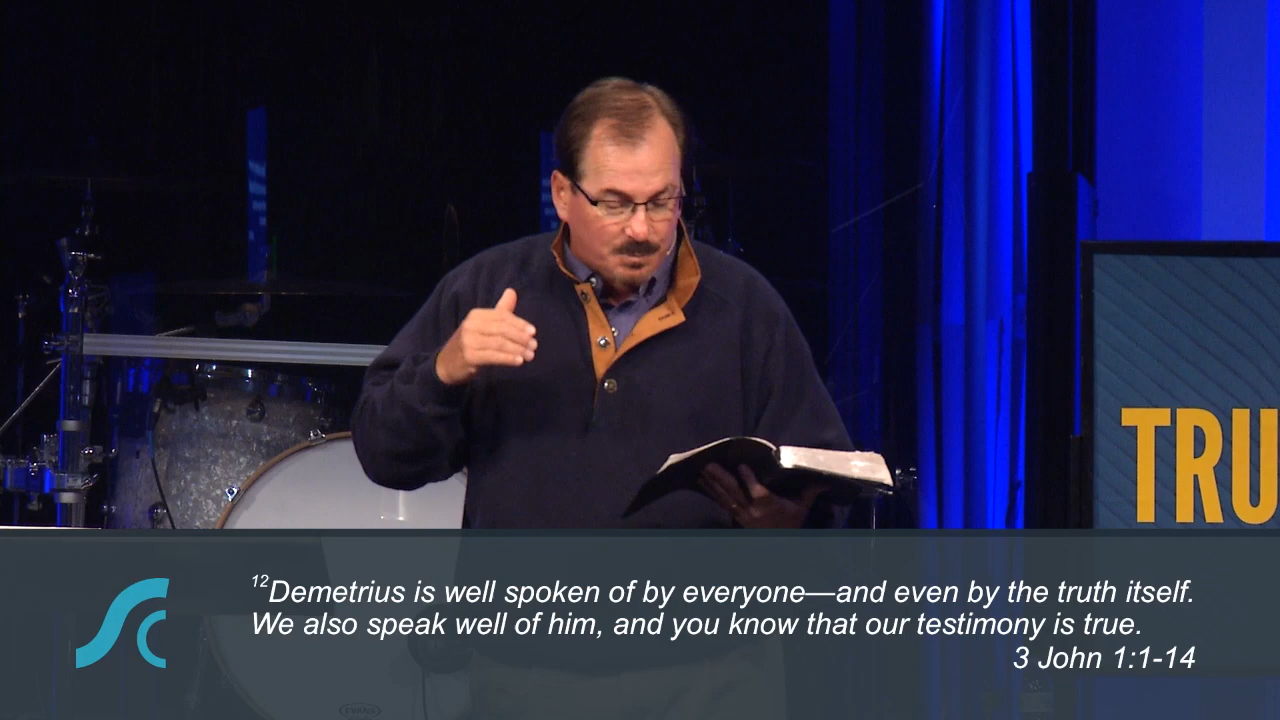 TRU
¹²Demetrius is well spoken of by everyone—and even by the truth itself.
We also speak well of him, and you know that our testimony is true.
3 John 1:1-14
EVANS